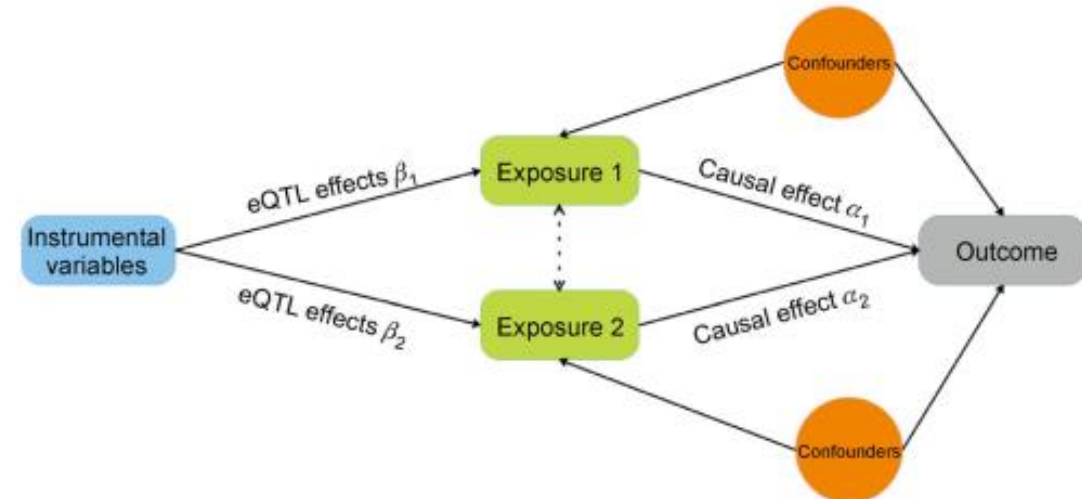 Confounders
Exposure 1
eQTL effects β₁
Causal effect α₁
Instrumental
variables
Outcome
eQTL effects β₂
Exposure 2
Causal effect α₂
Confounders